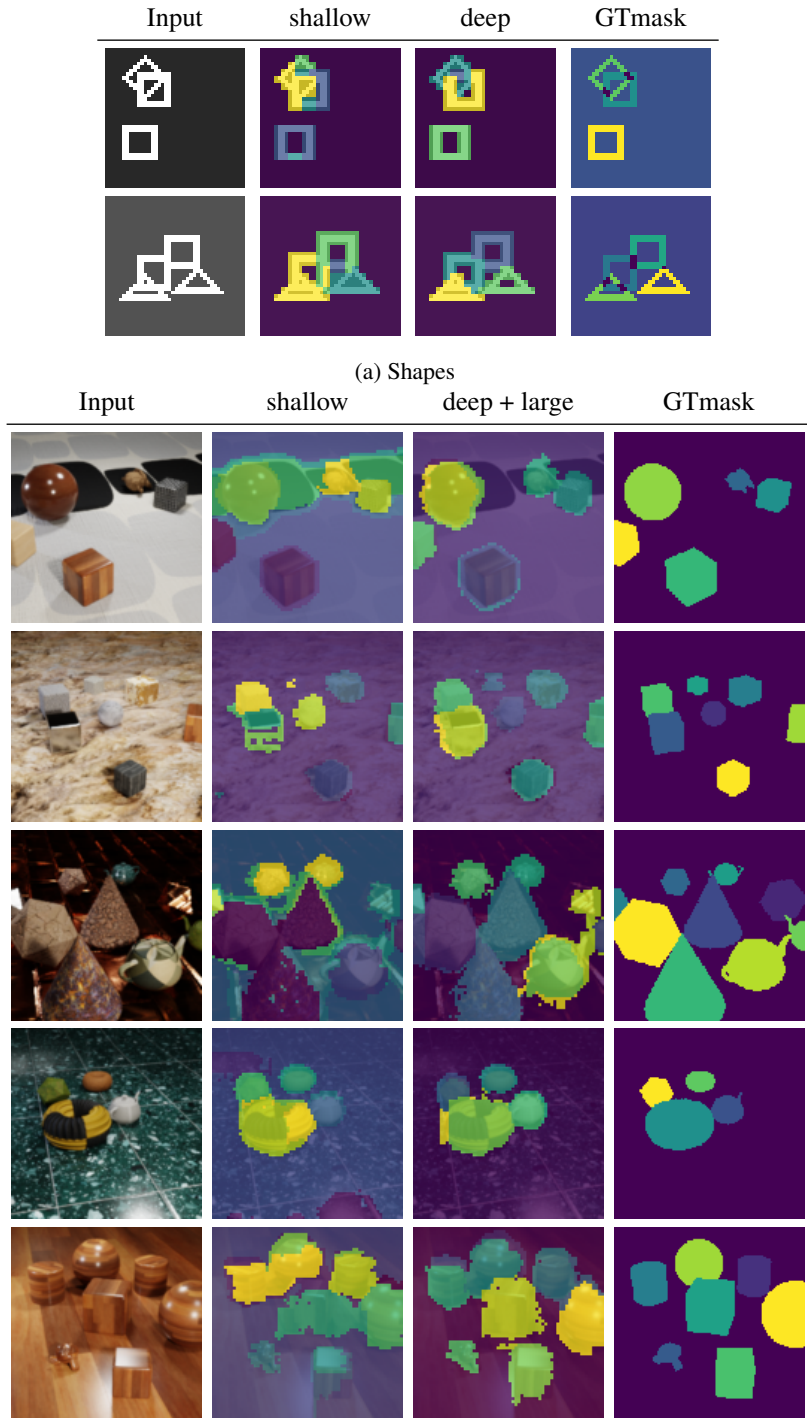 Input shallow deep GTmask
(a) Shapes
Input shallow deep + large GTmask